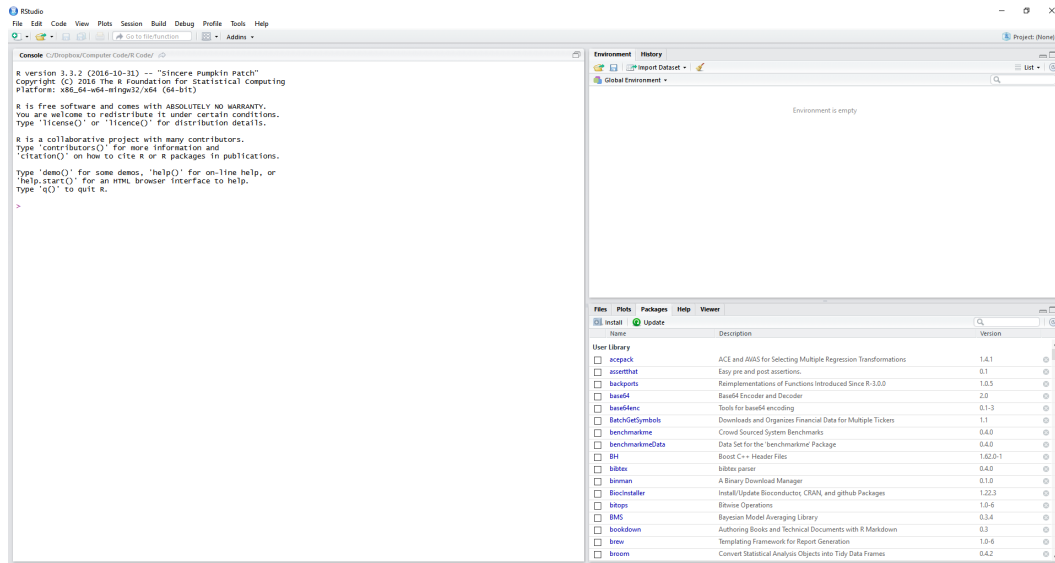 RStudio
File Edit Code View Plots Session Build Debug Profile Tools Help
Go to file/function Addins Project: (None)
Console C:/Dropbox/Computer Code/R Code/
R version 3.3.2 (2016-10-31) -- "Sincere Pumpkin Patch"
Copyright (C) 2016 The R Foundation for Statistical Computing
Platform: x86_64-w64-mingw32/x64 (64-bit)
R is free software and comes with ABSOLUTELY NO WARRANTY.
You are welcome to redistribute it under certain conditions.
Type 'license()' or 'licence()' for distribution details.
R is a collaborative project with many contributors.
Type 'contributors()' for more information and
'citation()' on how to cite R or R packages in publications.
Type 'demo()' for some demos, 'help()' for on-line help, or
'help.start()' for an HTML browser interface to help.
Type 'q()' to quit R.
>
Environment History
Import Dataset List
Global Environment
Environment is empty
Files Plots Packages Help Viewer
Install Update
Name Description Version
User Library
acepack ACE and AVAS for Selecting Multiple Regression Transformations 1.4.1
assertthat Easy pre and post assertions. 0.1
backports Reimplementations of Functions Introduced Since R-3.0.0 1.0.5
base64 Base64 Encoder and Decoder 2.0
base64enc Tools for base64 encoding 0.1-3
BatchGetSymbols Downloads and Organizes Financial Data for Multiple Tickers 1.1
benchmarkme Crowd Sourced System Benchmarks 0.4.0
benchmarkmeData Data Set for the 'benchmarkme' Package 0.4.0
BH Boost C++ Header Files 1.62.0-1
bibtex bibtex parser 0.4.0
binman A Binary Download Manager 0.1.0
BiocInstaller Install/Update Bioconductor, CRAN, and github Packages 1.22.3
bitops Bitwise Operations 1.0-6
BMS Bayesian Model Averaging Library 0.3.4
bookdown Authoring Books and Technical Documents with R Markdown 0.3
brew Templating Framework for Report Generation 1.0-6
broom Convert Statistical Analysis Objects into Tidy Data Frames 0.4.2